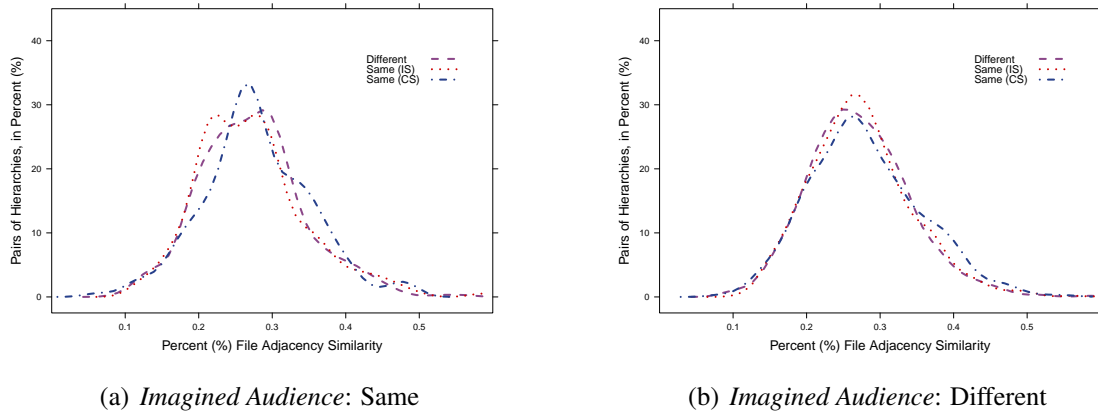 40
30
20
10
0
Pairs of Hierarchies, in Percent (%)
Different
Same (IS)
Same (CS)
0.1 0.2 0.3 0.4 0.5
Percent (%) File Adjacency Similarity
(a) Imagined Audience: Same
40
30
20
10
0
Pairs of Hierarchies, in Percent (%)
Different
Same (IS)
Same (CS)
0.1 0.2 0.3 0.4 0.5
Percent (%) File Adjacency Similarity
(b) Imagined Audience: Different